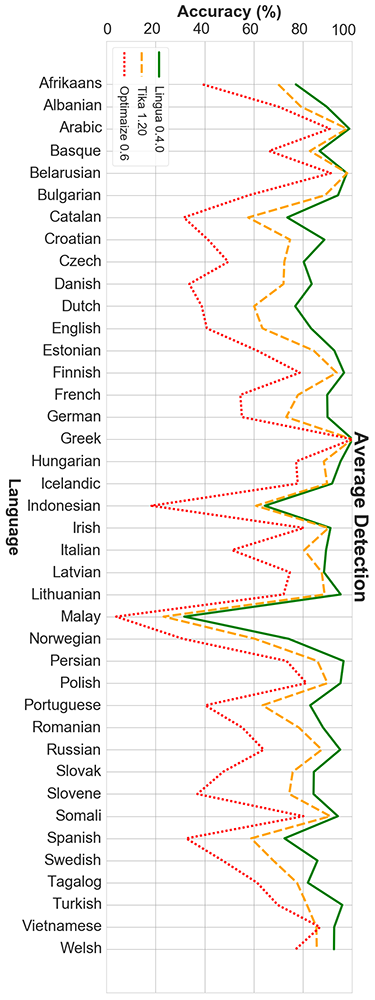 Accuracy (%)
0 20 40 60 80 100
Lingua 0.4.0
Tika 1.20
Optimaize 0.6
Afrikaans
Albanian
Arabic
Basque
Belarusian
Bulgarian
Catalan
Croatian
Czech
Danish
Dutch
English
Estonian
Finnish
French
German
Greek
Hungarian
Icelandic
Indonesian
Irish
Italian
Latvian
Lithuanian
Malay
Norwegian
Persian
Polish
Portuguese
Romanian
Russian
Slovak
Slovene
Somali
Spanish
Swedish
Tagalog
Turkish
Vietnamese
Welsh
Language
Average Detection